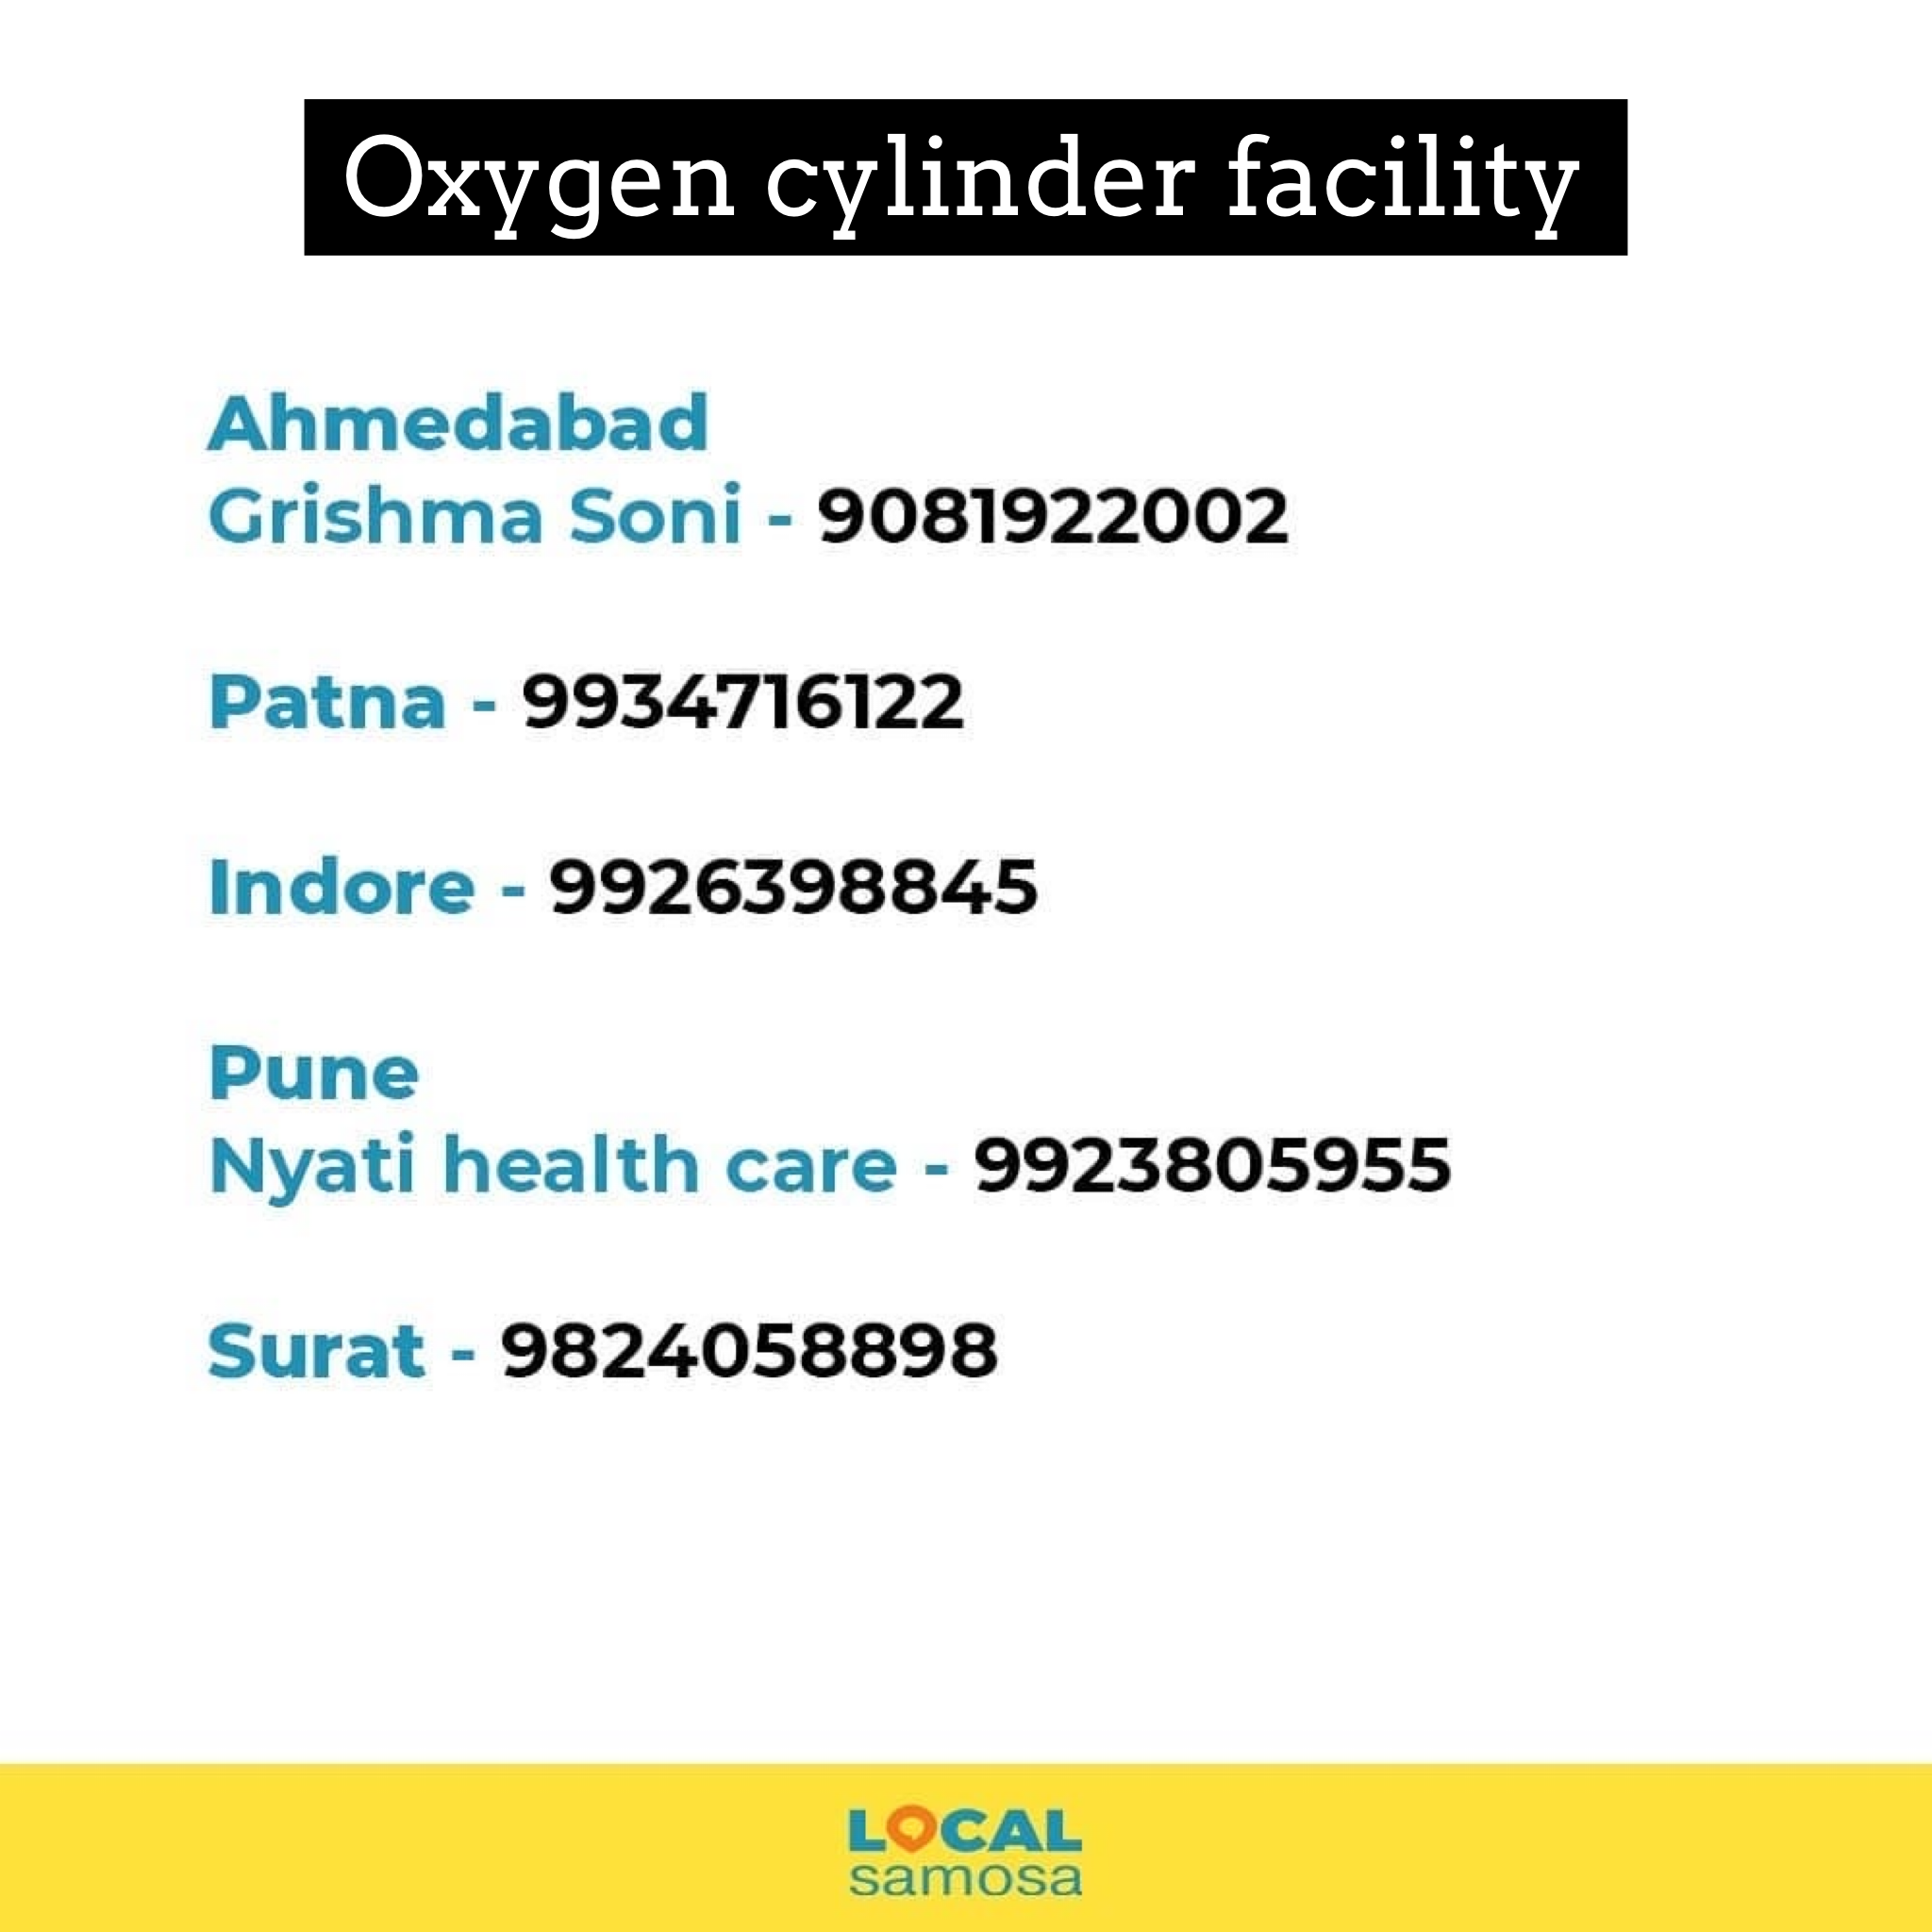 Oxygen cylinder facility
Ahmedabad
Grishma Soni - 9081922002
Patna - 9934716122
Indore - 9926398845
Pune
Nyati health care - 9923805955
Surat - 9824058898
LOCAL
samosa